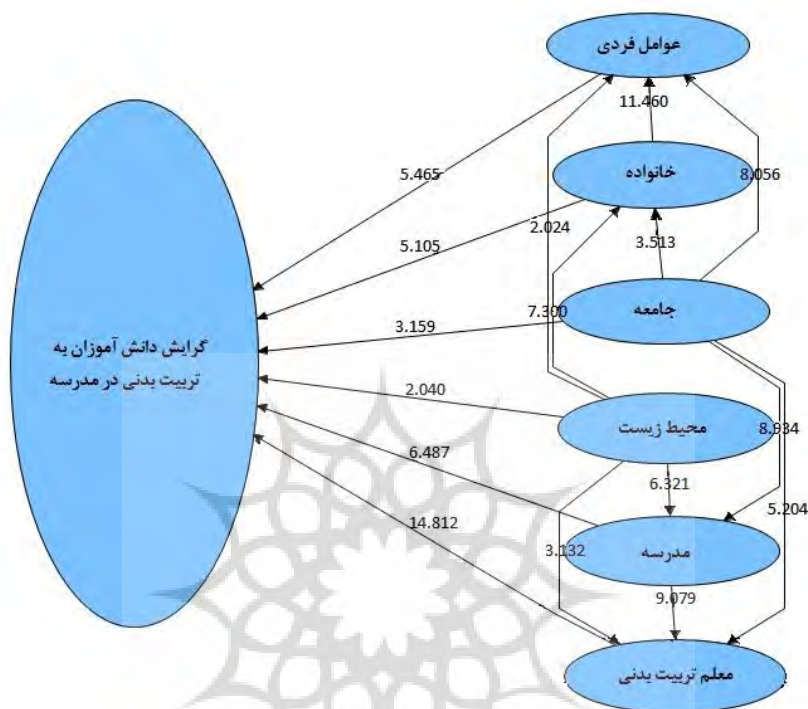 عوامل فردی
11.460
خانواده
8.056
5.465
2.024
5.105
3.513
جامعه
7.300
3.159
گرایش دانش آموزان به
تربیت بدنی در مدرسه
2.040
محیط زیست
8.934
6.487
6.321
5.204
14.812
مدرسه
3.132
9.079
معلم تربیت بدنی